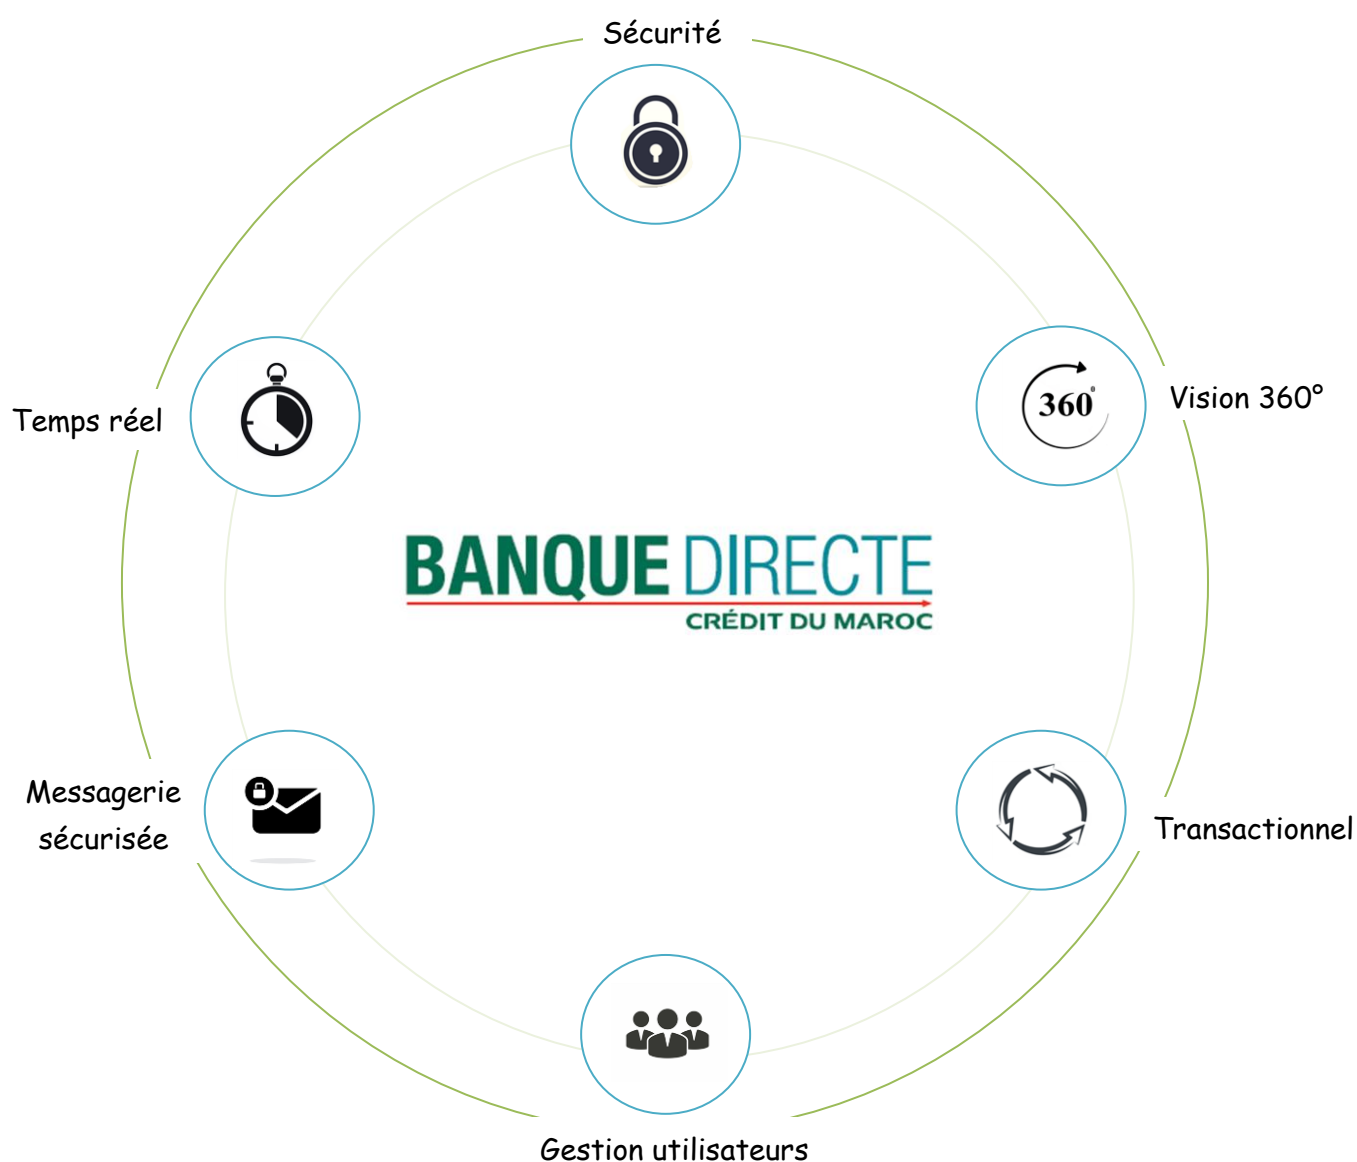 Sécurité
360°
Vision 360°
Temps réel
BANQUE DIRECTE
CRÉDIT DU MAROC
Messagerie
sécurisée
Transactionnel
Gestion utilisateurs